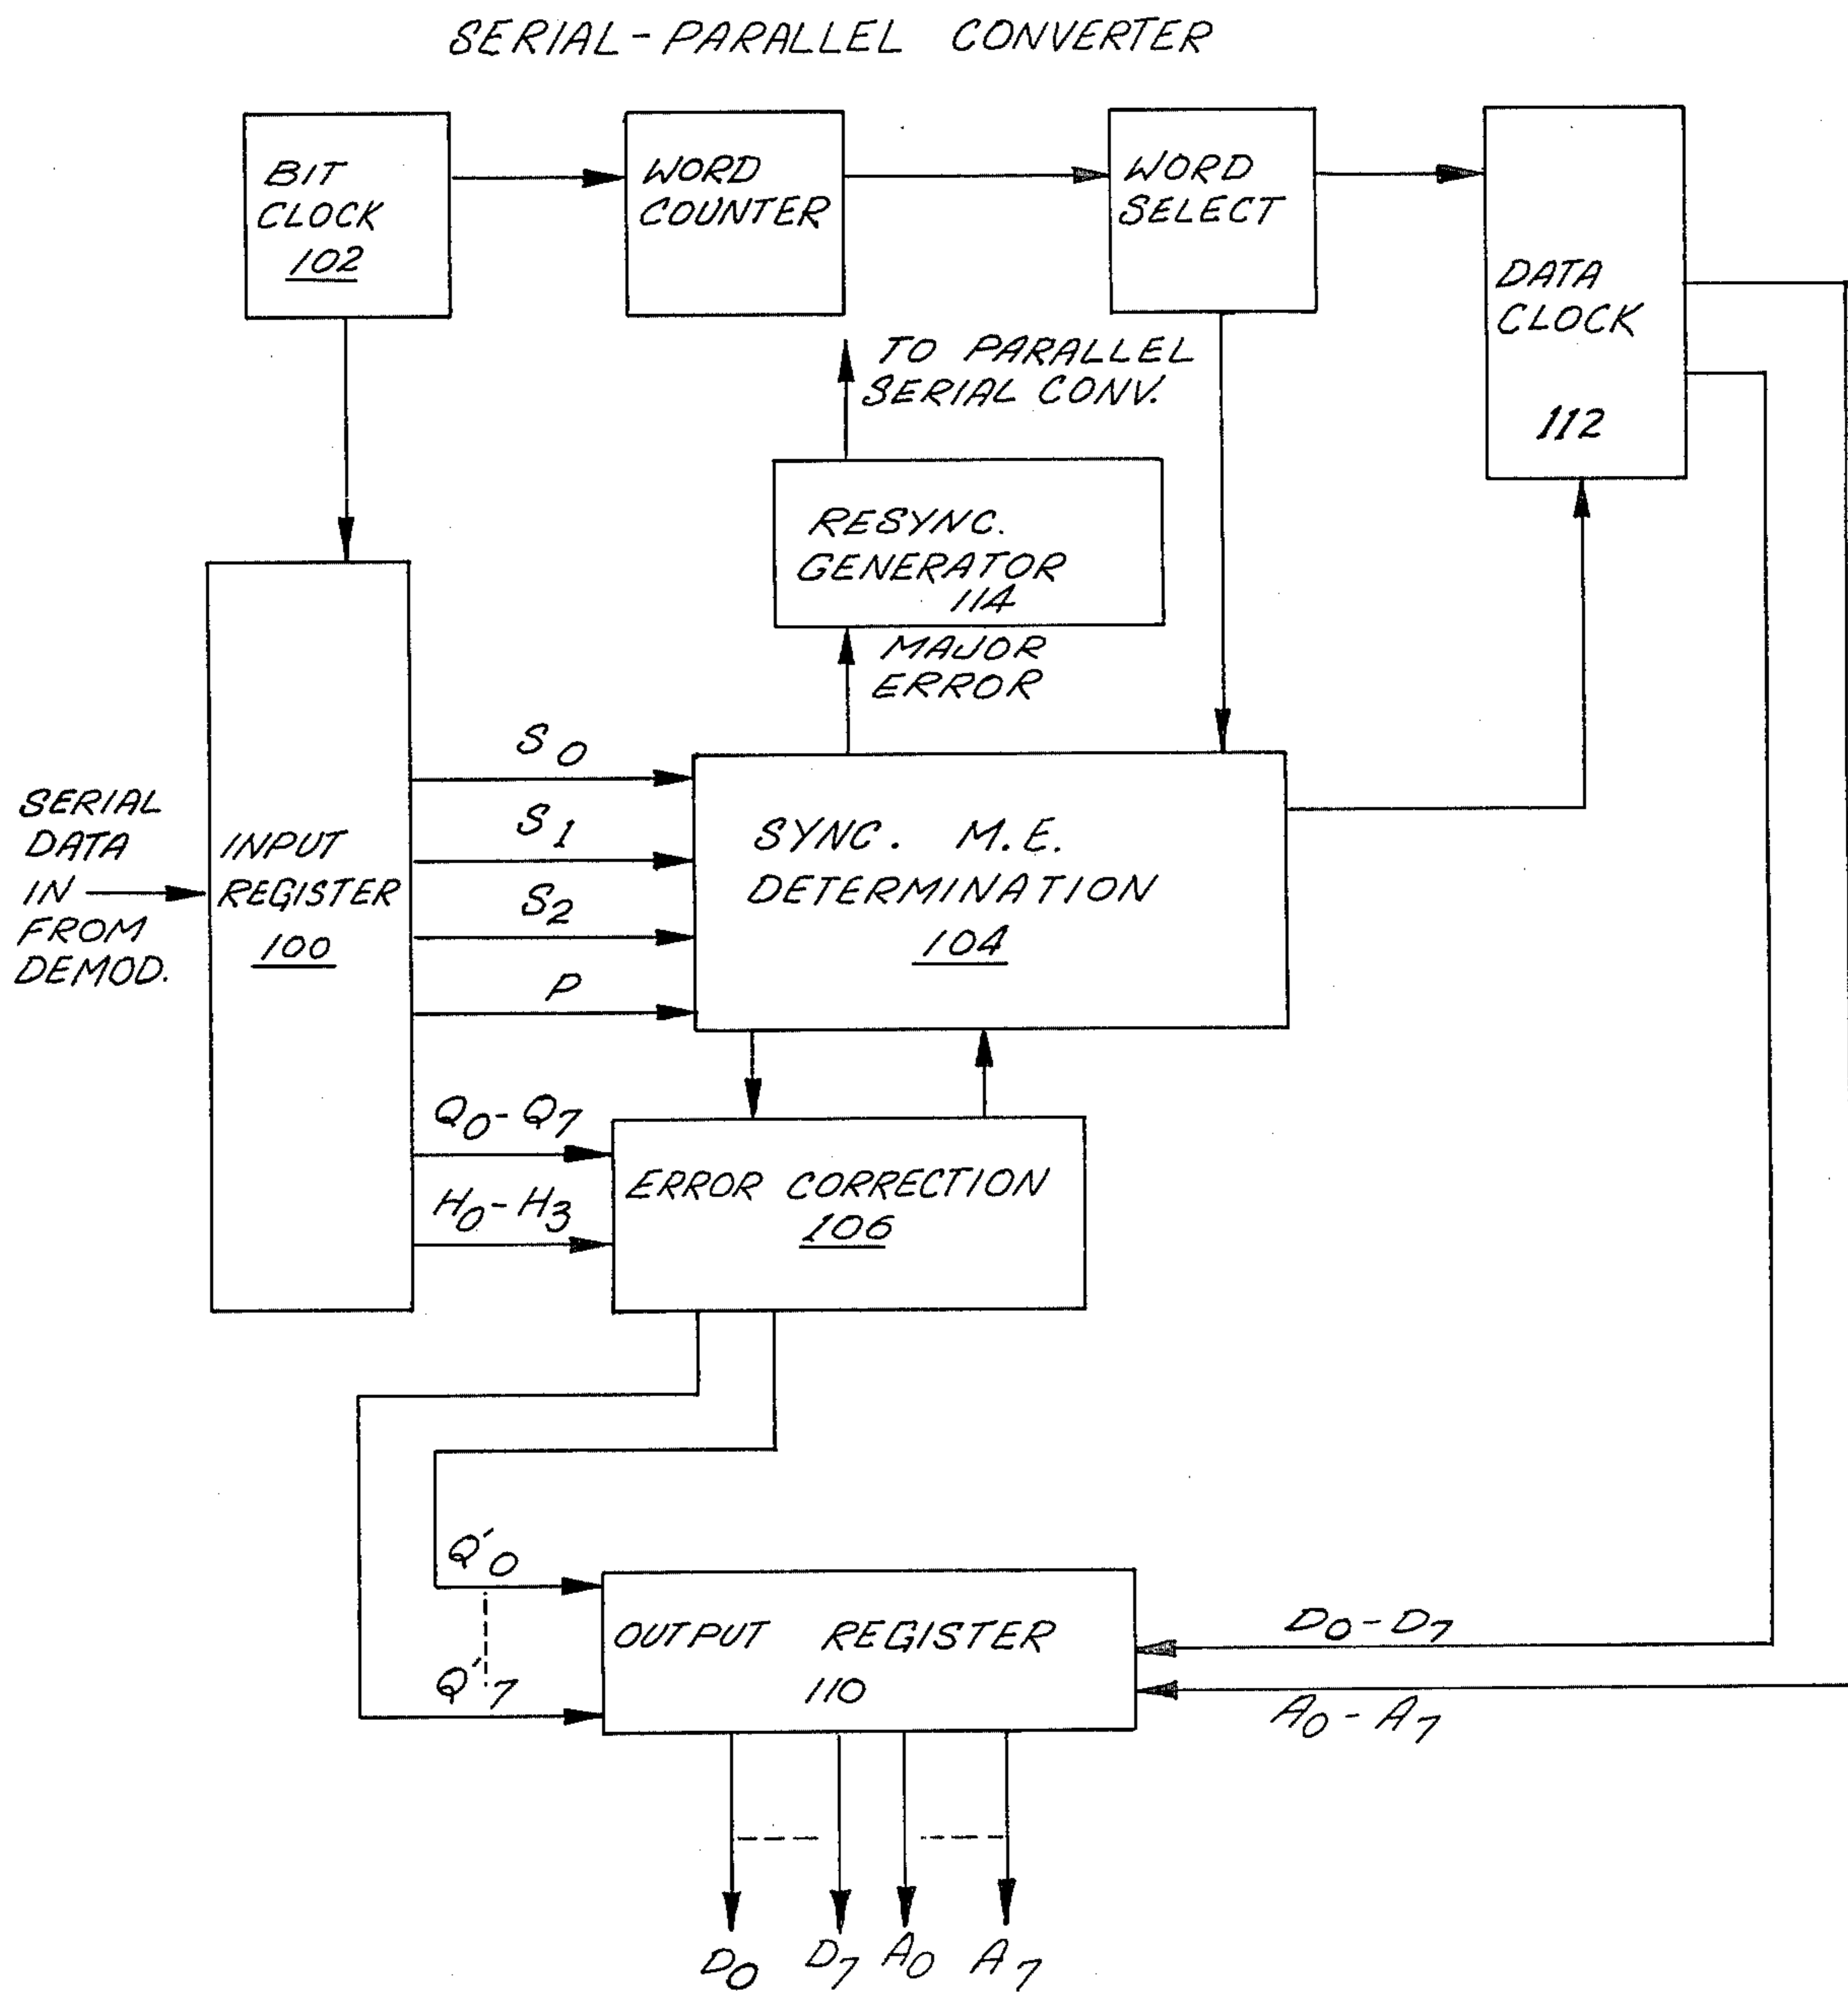 SERIAL-PARALLEL CONVERTER
BIT
CLOCK
102
WORD
COUNTER
WORD
SELECT
DATA
CLOCK
112
TO PARALLEL
SERIAL CONV.
RESYNC.
GENERATOR
114
MAJOR
ERROR
SERIAL
DATA
IN
FROM
DEMOD.
INPUT
REGISTER
100
S0
S1
S2
P
SYNC. M.E.
DETERMINATION
104
Q0-Q7
H0-H3
ERROR CORRECTION
106
Q'0
Q'7
OUTPUT REGISTER
110
D0-D7
A0-A7
D0 D7 A0 A7